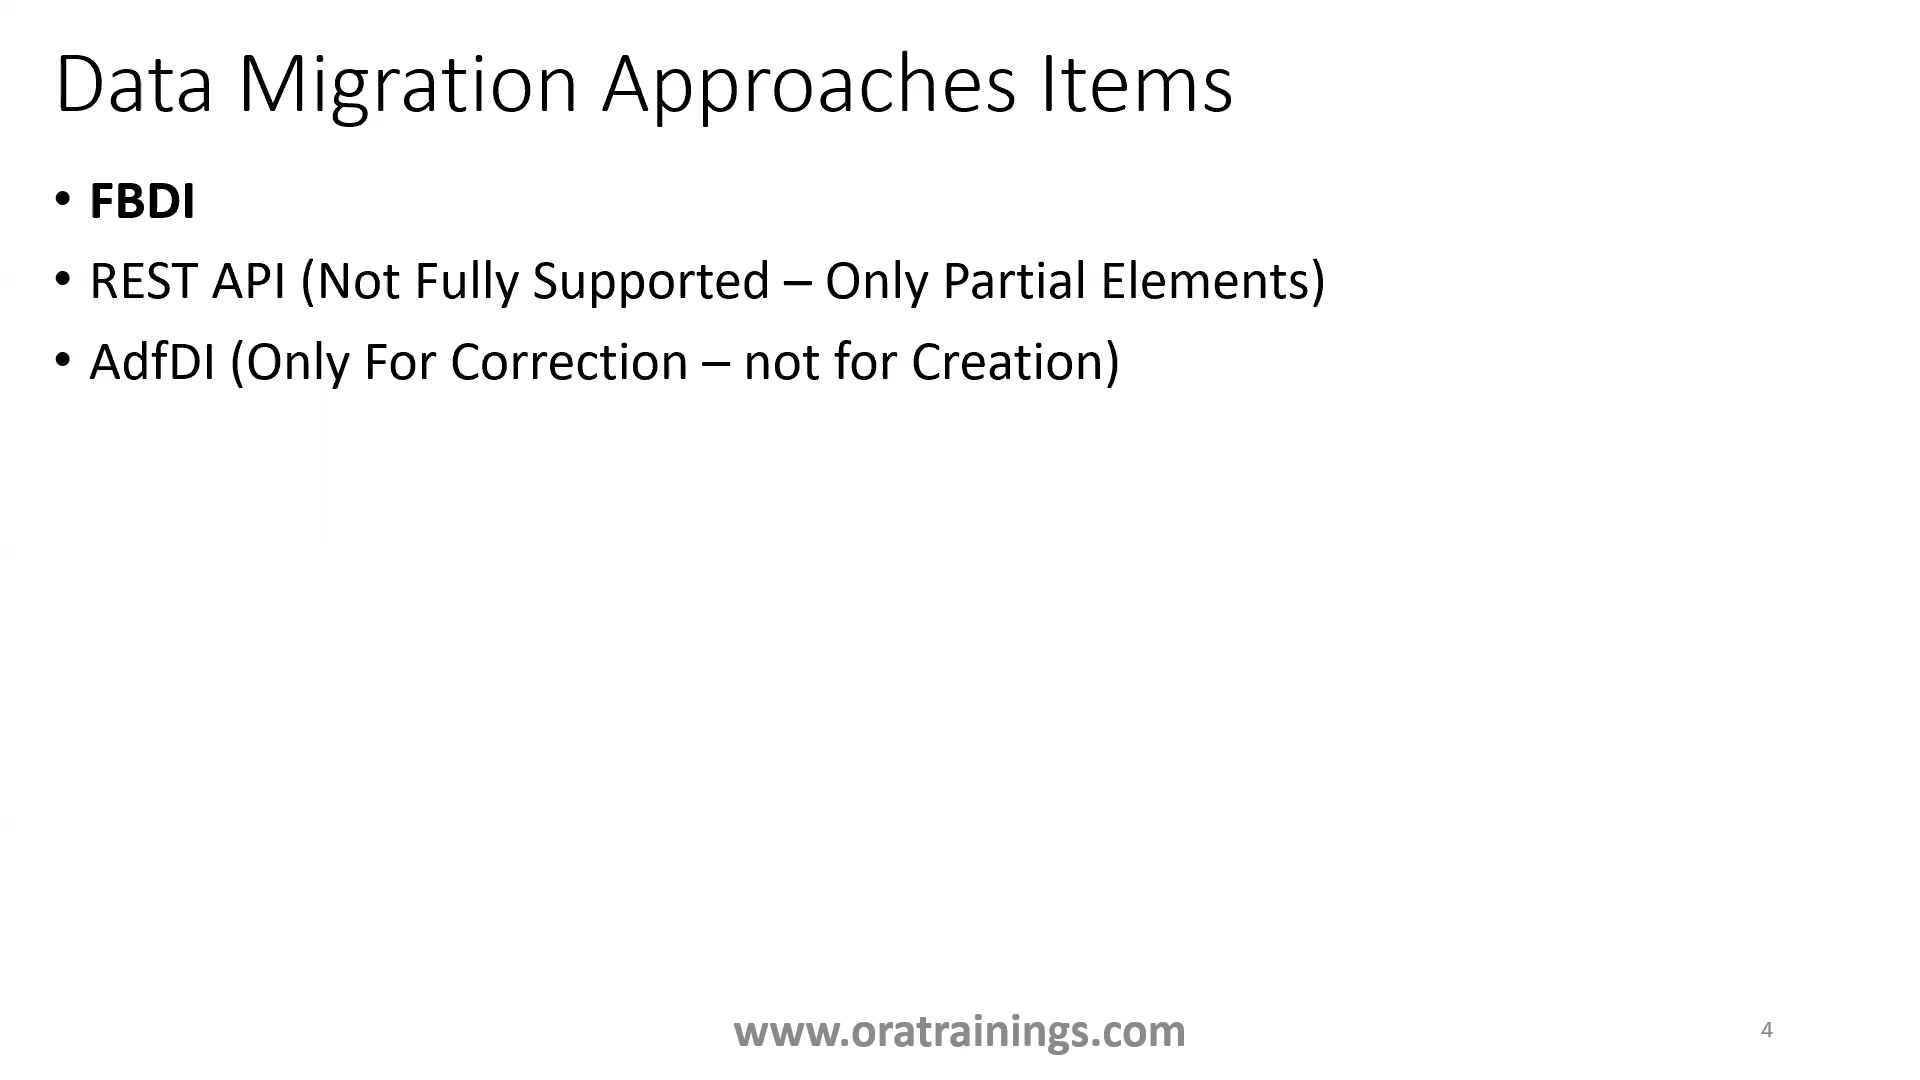 Data Migration Approaches Items
• FBDI
• REST API (Not Fully Supported – Only Partial Elements)
• AdfDI (Only For Correction – not for Creation)
www.oratrainings.com
4